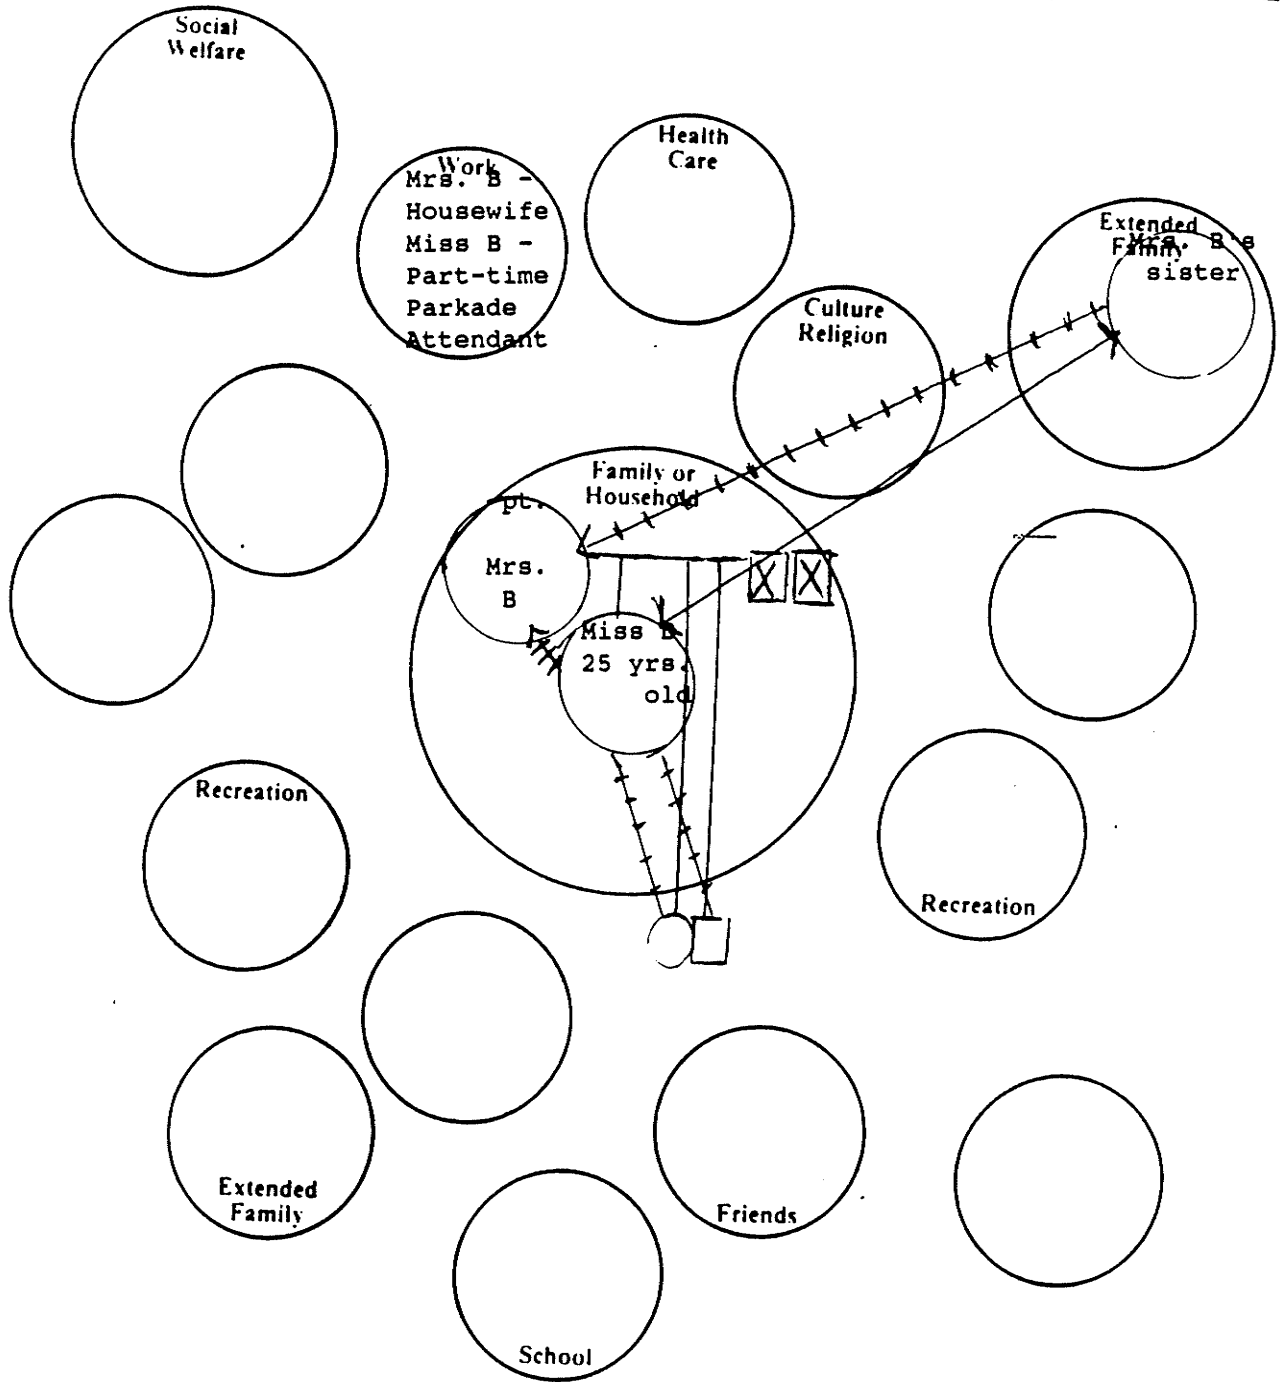 Social
Welfare
Work
Mrs. B -
Housewife
Miss B -
Part-time
Parkade
Attendant
Health
Care
Extended
Family
Mrs. B's
sister
Culture
Religion
Family or
Household
pt.
Mrs.
B
Miss B
25 yrs.
old
Recreation
Recreation
Extended
Family
Friends
School